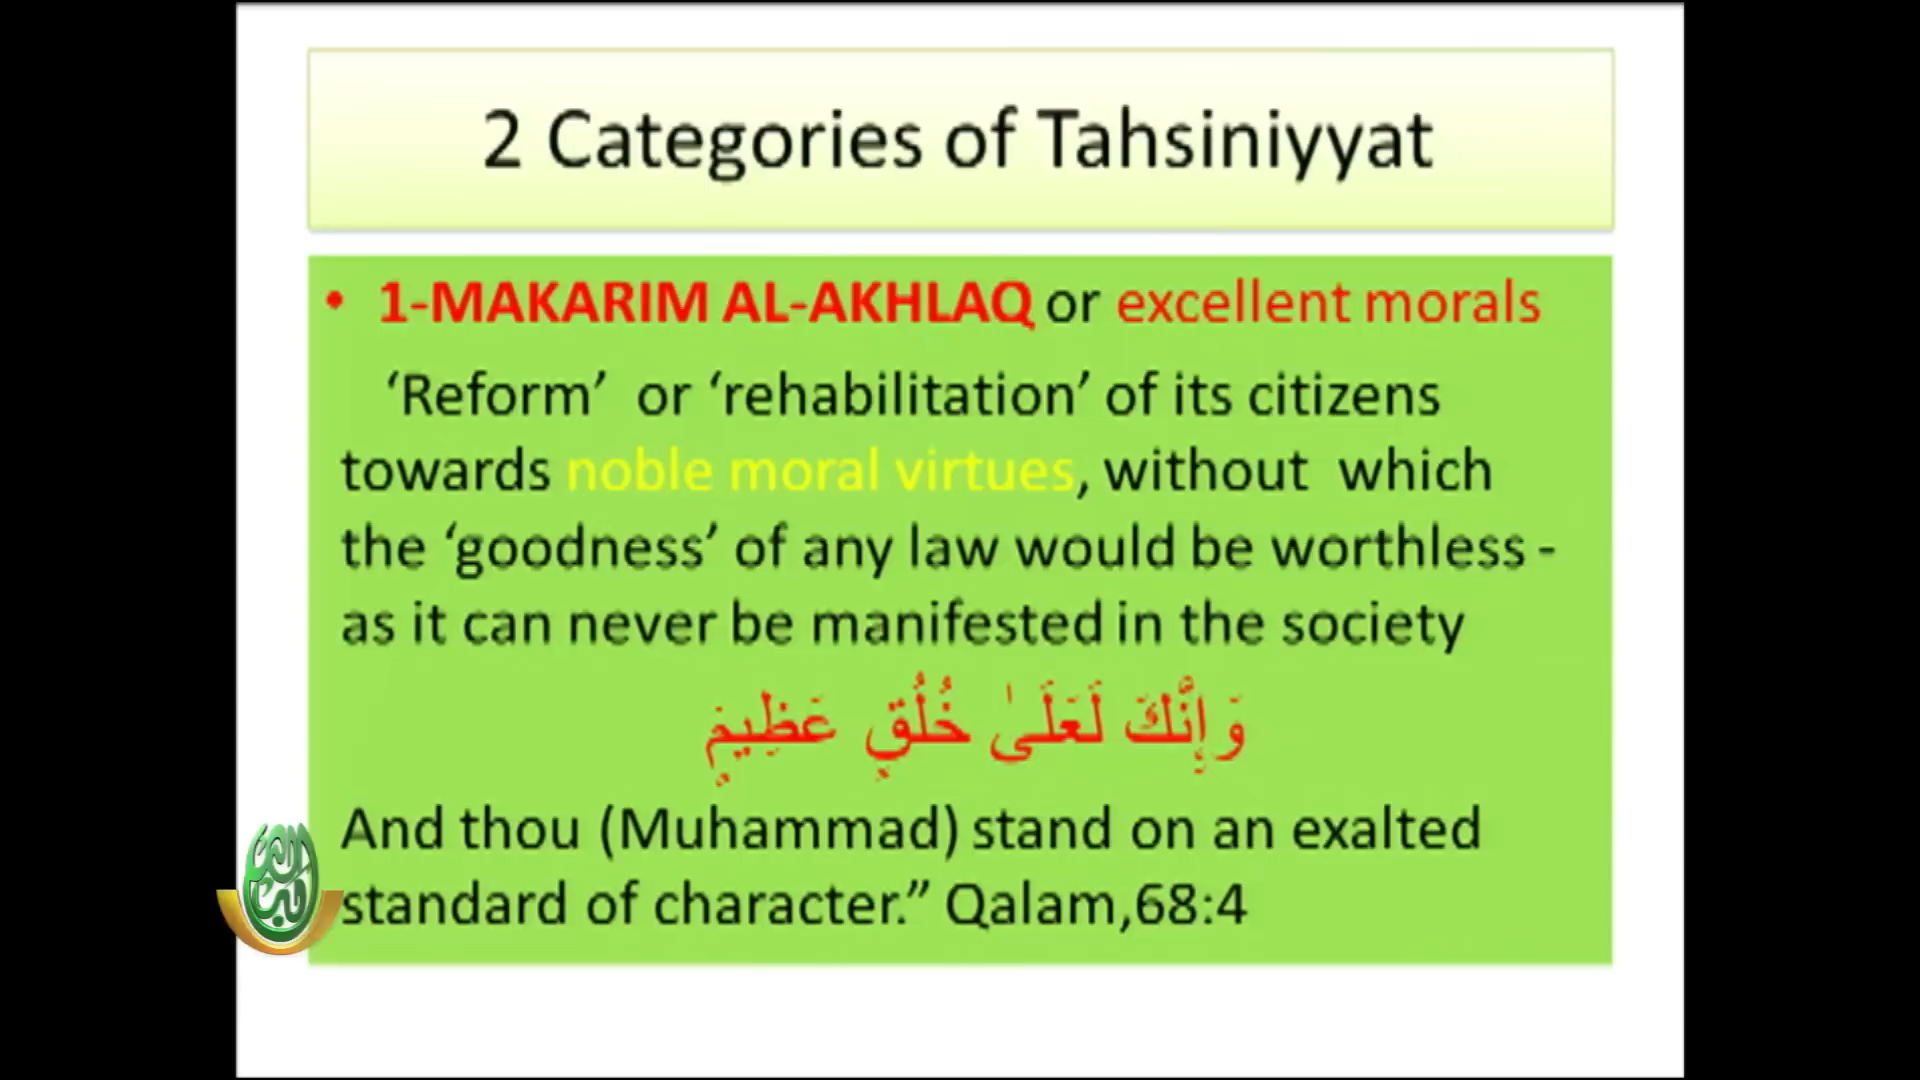 2 Categories of Tahsiniyyat
• 1-MAKARIM AL-AKHLAQ or excellent morals
‘Reform’ or ‘rehabilitation’ of its citizens
towards noble moral virtues, without which
the ‘goodness’ of any law would be worthless -
as it can never be manifested in the society
وَإِنَّكَ لَعَلَىٰ خُلُقٍ عَظِيمٍ
And thou (Muhammad) stand on an exalted
standard of character.” Qalam,68:4